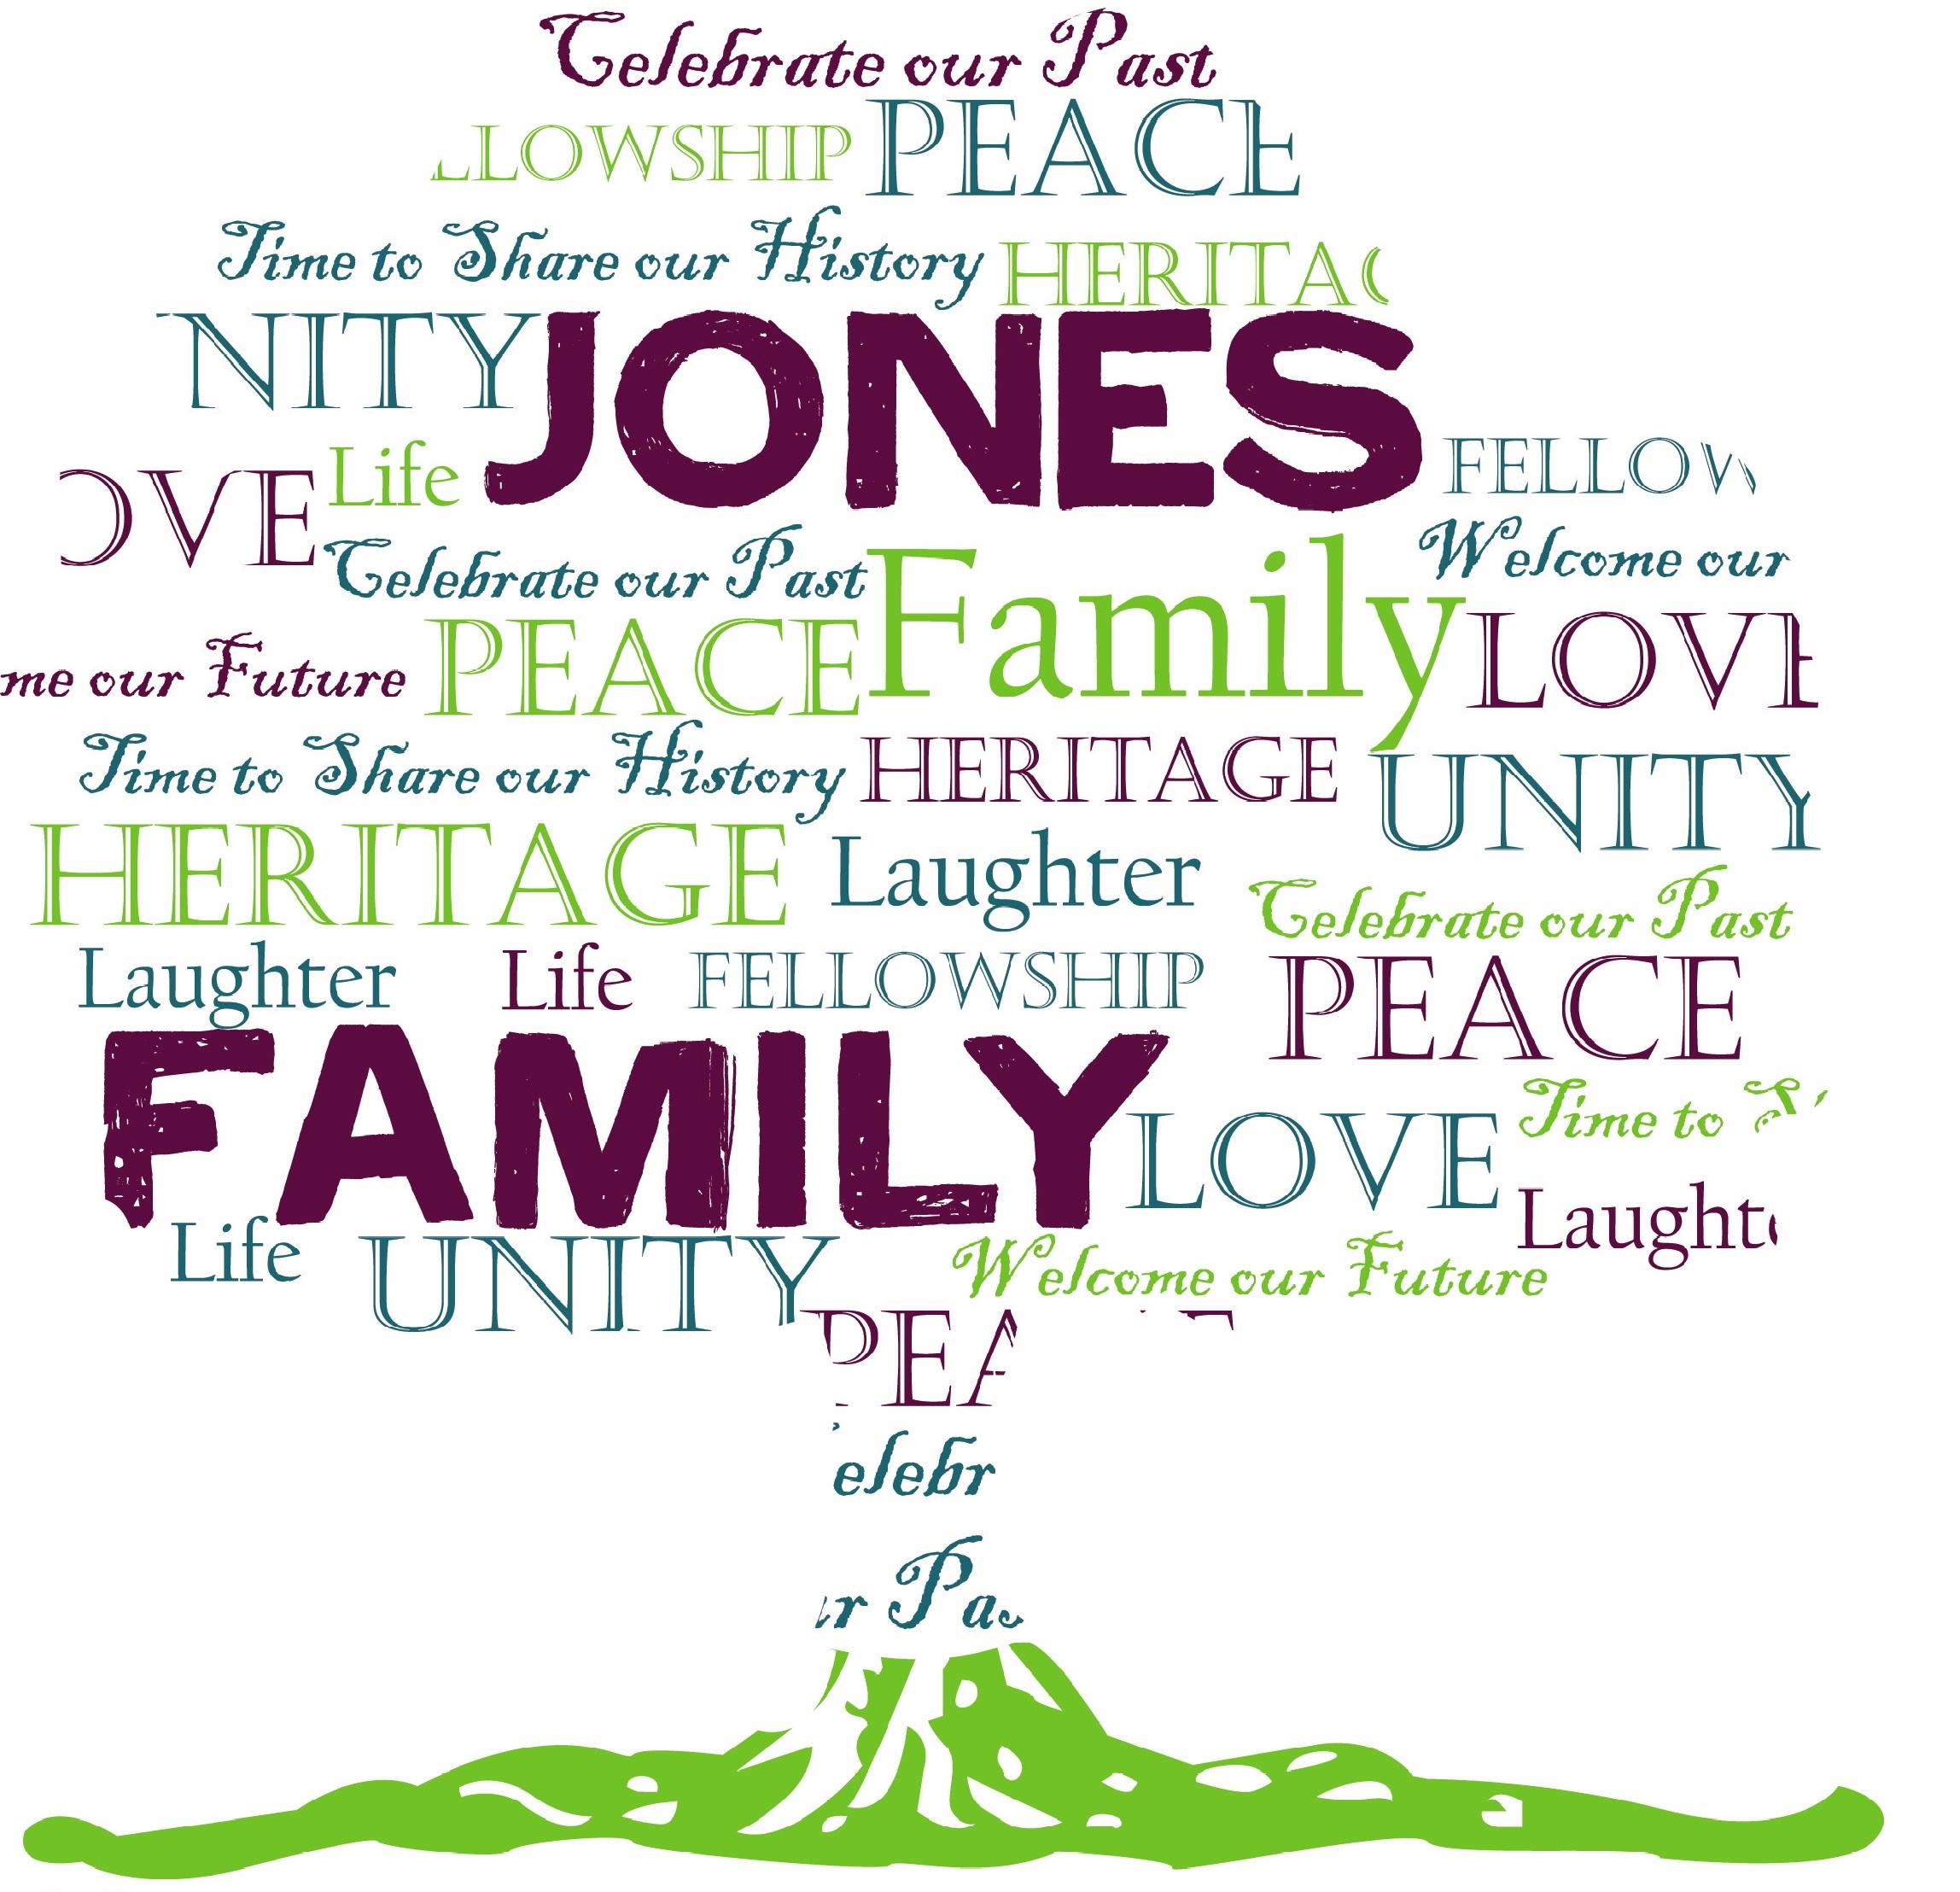 Celebrate our Past
LLOWSHIP PEACE
Time to Share our History HERITAG
NITY JONES
OVE Life FELLOW
Celebrate our Past Family Welcome our
me our Future PEACE LOVE
Time to Share our History HERITAGE UNITY
HERITAGE Laughter Celebrate our Past
Laughter Life FELLOWSHIP PEACE
FAMILY LOVE Time to
Life UNITY Welcome our Future Laught
PEA
elebr
r Pas